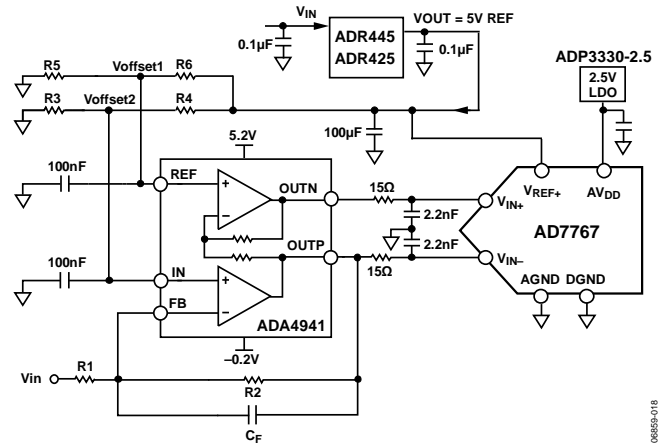 VIN
ADR445
ADR425
VOUT = 5V REF
0.1µF
0.1µF
ADP3330-2.5
2.5V
LDO
R5
Voffset1
R6
R3
Voffset2
R4
100µF
5.2V
100nF
REF
OUTN
15Ω
VREF+
AVDD
VIN+
2.2nF
AD7767
2.2nF
OUTP
100nF
IN
15Ω
VIN–
AGND
DGND
FB
ADA4941
–0.2V
Vin
R1
R2
CF
06859-018